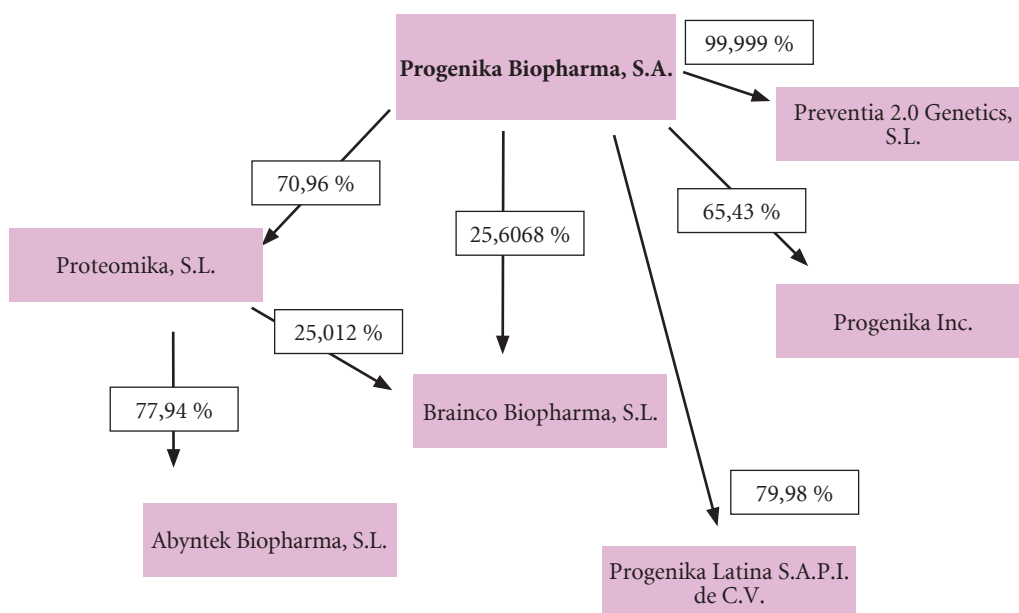 99,999 %
Progenika Biopharma, S.A.
Preventia 2.0 Genetics,
S.L.
70,96 %
65,43 %
25,6068 %
Proteomika, S.L.
Progenika Inc.
25,012 %
77,94 %
Brainco Biopharma, S.L.
79,98 %
Abyntek Biopharma, S.L.
Progenika Latina S.A.P.I.
de C.V.